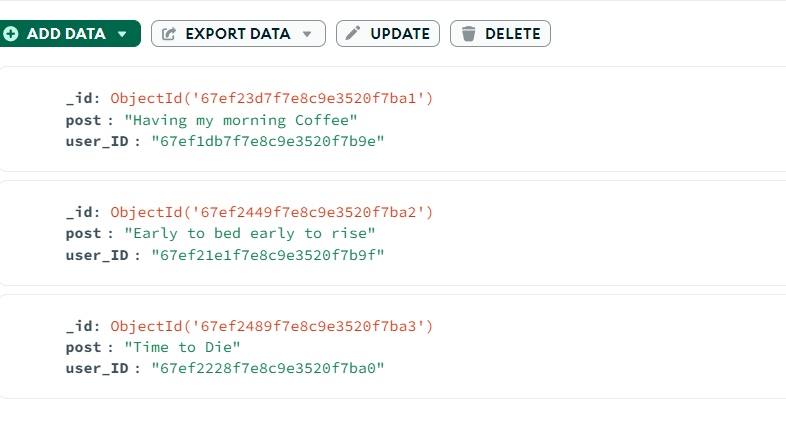 ADD DATA EXPORT DATA UPDATE DELETE
_id: ObjectId('67ef23d7f7e8c9e3520f7ba1')
post : "Having my morning Coffee"
user_ID : "67ef1db7f7e8c9e3520f7b9e"
_id: ObjectId('67ef2449f7e8c9e3520f7ba2')
post : "Early to bed early to rise"
user_ID : "67ef21e1f7e8c9e3520f7b9f"
_id: ObjectId('67ef2489f7e8c9e3520f7ba3')
post : "Time to Die"
user_ID : "67ef2228f7e8c9e3520f7ba0"